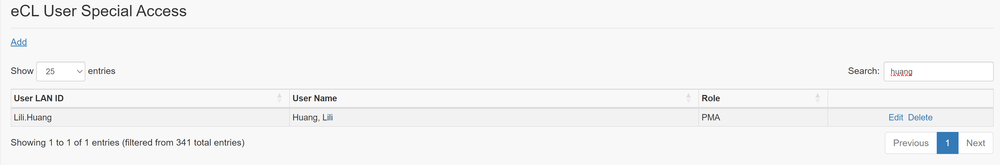 eCL User Special Access
Add
Show 25 entries
Search: huang
User LAN ID User Name Role
Lili.Huang Huang, Lili PMA Edit Delete
Showing 1 to 1 of 1 entries (filtered from 341 total entries)
Previous 1 Next